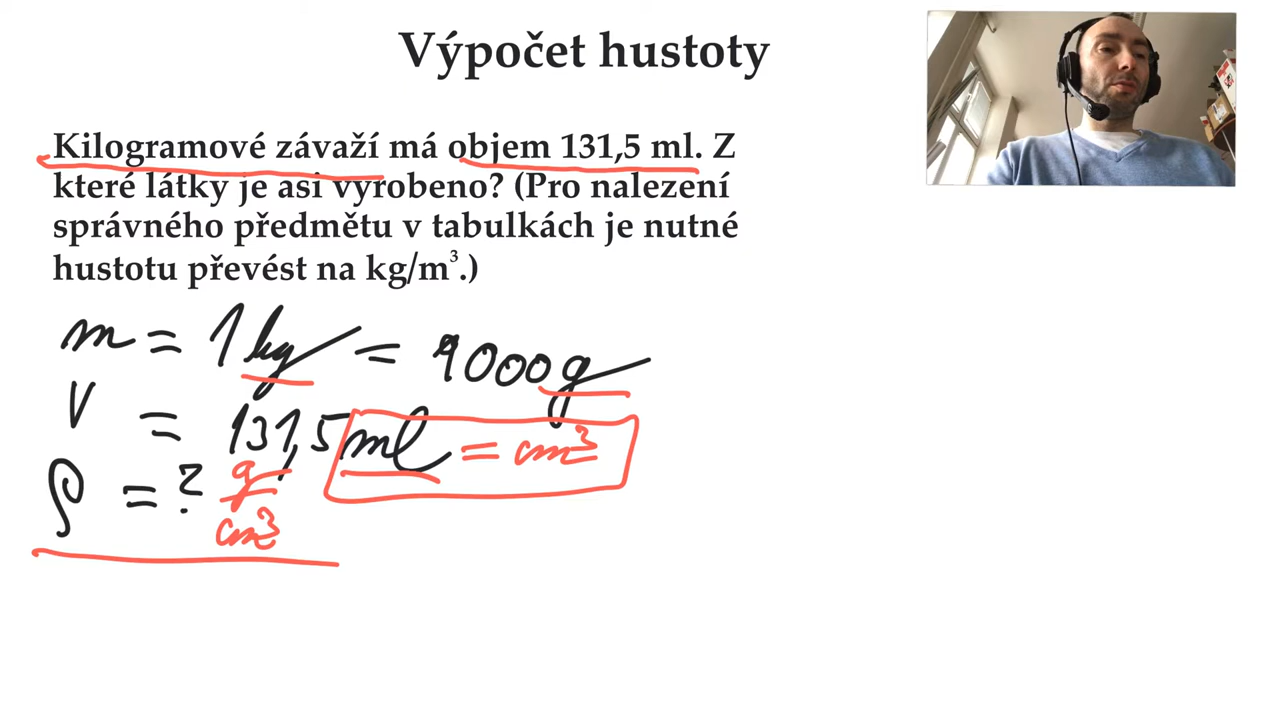 Výpočet hustoty
Kilogramové závaží má objem 131,5 ml. Z
které látky je asi vyrobeno? (Pro nalezení
správného předmětu v tabulkách je nutné
hustotu převést na kg/m³.)
m = 1 kg = 1000 g
V = 131,5 ml = cm³
ρ = ? g/cm³